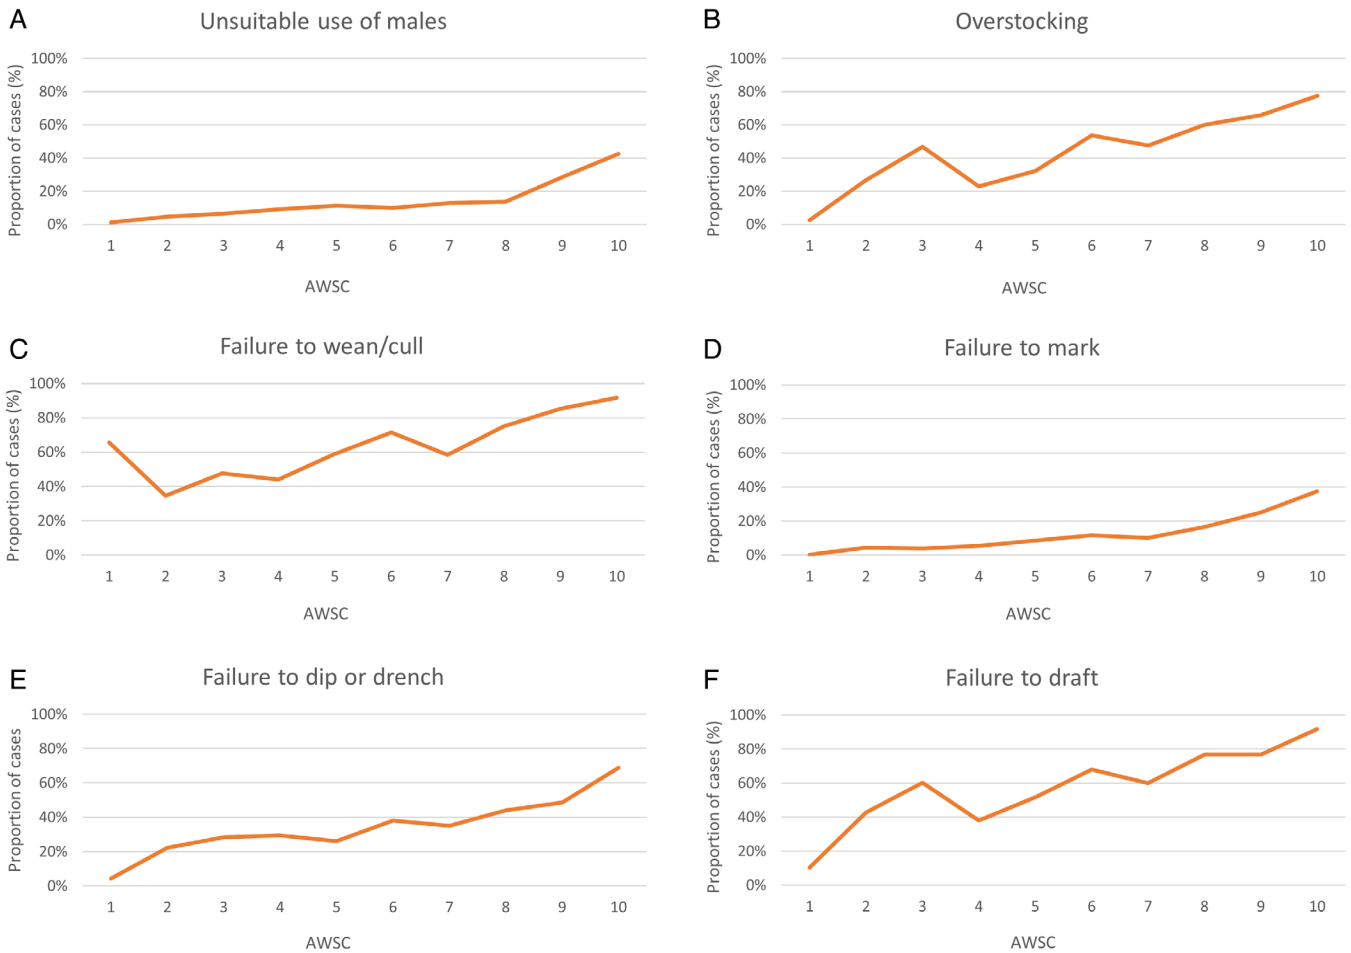 A
Unsuitable use of males
Proportion of cases (%)
100%
80%
60%
40%
20%
0%
1 2 3 4 5 6 7 8 9 10
AWSC
B
Overstocking
Proportion of cases (%)
100%
80%
60%
40%
20%
0%
1 2 3 4 5 6 7 8 9 10
AWSC
C
Failure to wean/cull
Proportion of cases (%)
100%
80%
60%
40%
20%
0%
1 2 3 4 5 6 7 8 9 10
AWSC
D
Failure to mark
Proportion of cases (%)
100%
80%
60%
40%
20%
0%
1 2 3 4 5 6 7 8 9 10
AWSC
E
Failure to dip or drench
Proportion of cases
100%
80%
60%
40%
20%
0%
1 2 3 4 5 6 7 8 9 10
AWSC
F
Failure to draft
Proportion of cases (%)
100%
80%
60%
40%
20%
0%
1 2 3 4 5 6 7 8 9 10
AWSC